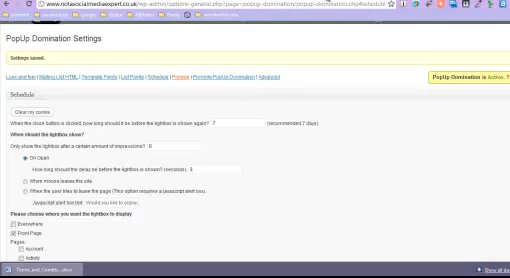 www.notasocialmediaexpert.co.uk/wp-admin/options-general.php?page=popup-domination/popup-domination.php#schedule
PopUp Domination Settings
Settings saved.
Look and feel | Mailing List HTML | Template Fields | List Points | Schedule | Preview | Promote PopUp Domination | Advanced
PopUp Domination is Active.
Schedule
Clear my cookie
When the close button is clicked, how long should it be before the lightbox is shown again? 7 (recommended 7 days)
When should the lightbox show?
Only show the lightbox after a certain amount of impressions? 0
On Open
How long should the delay be before the lightbox is shown? (seconds) 3
When mouse leaves the site
When the user tries to leave the page (This option requires a javascript alert box).
Javascript alert box text
Please choose where you want the lightbox to display
Everywhere
Front Page
Pages:
Account
Activity
Show all